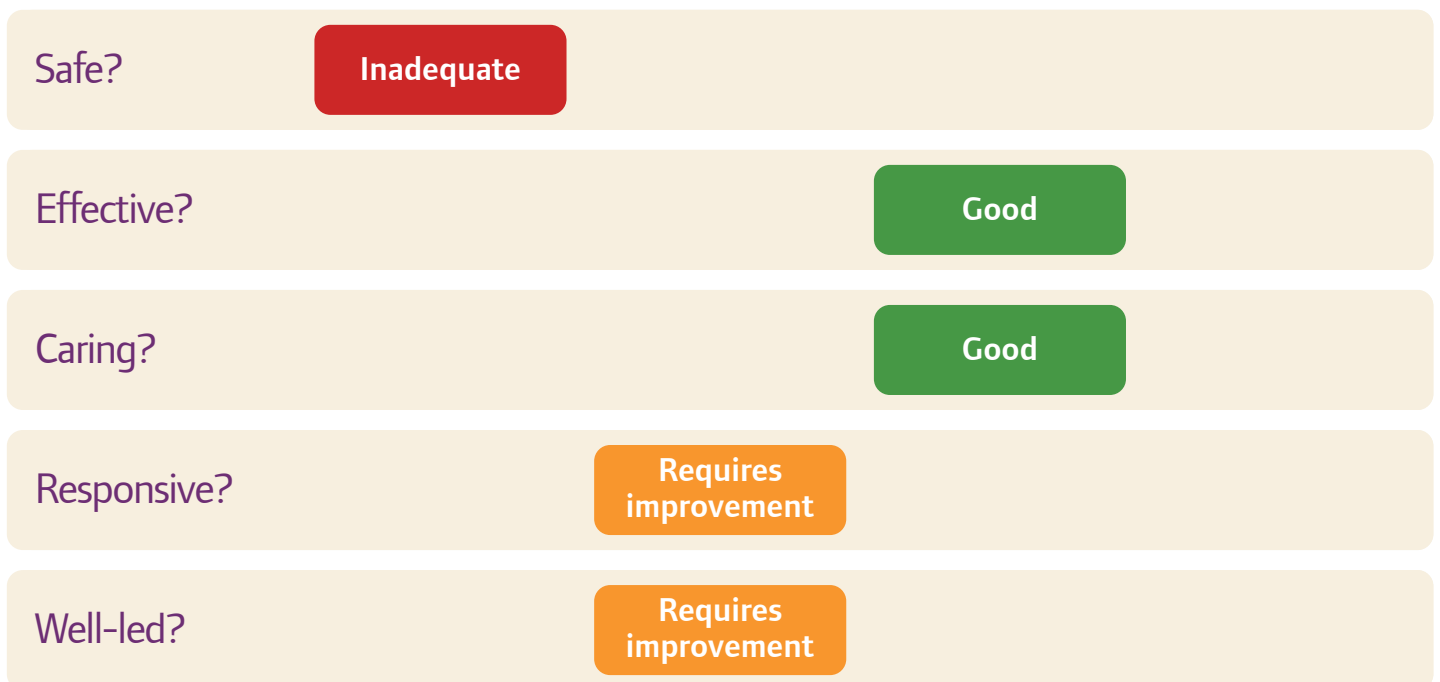 Safe?
Inadequate
Effective?
Good
Caring?
Good
Responsive?
Requires
improvement
Well-led?
Requires
improvement